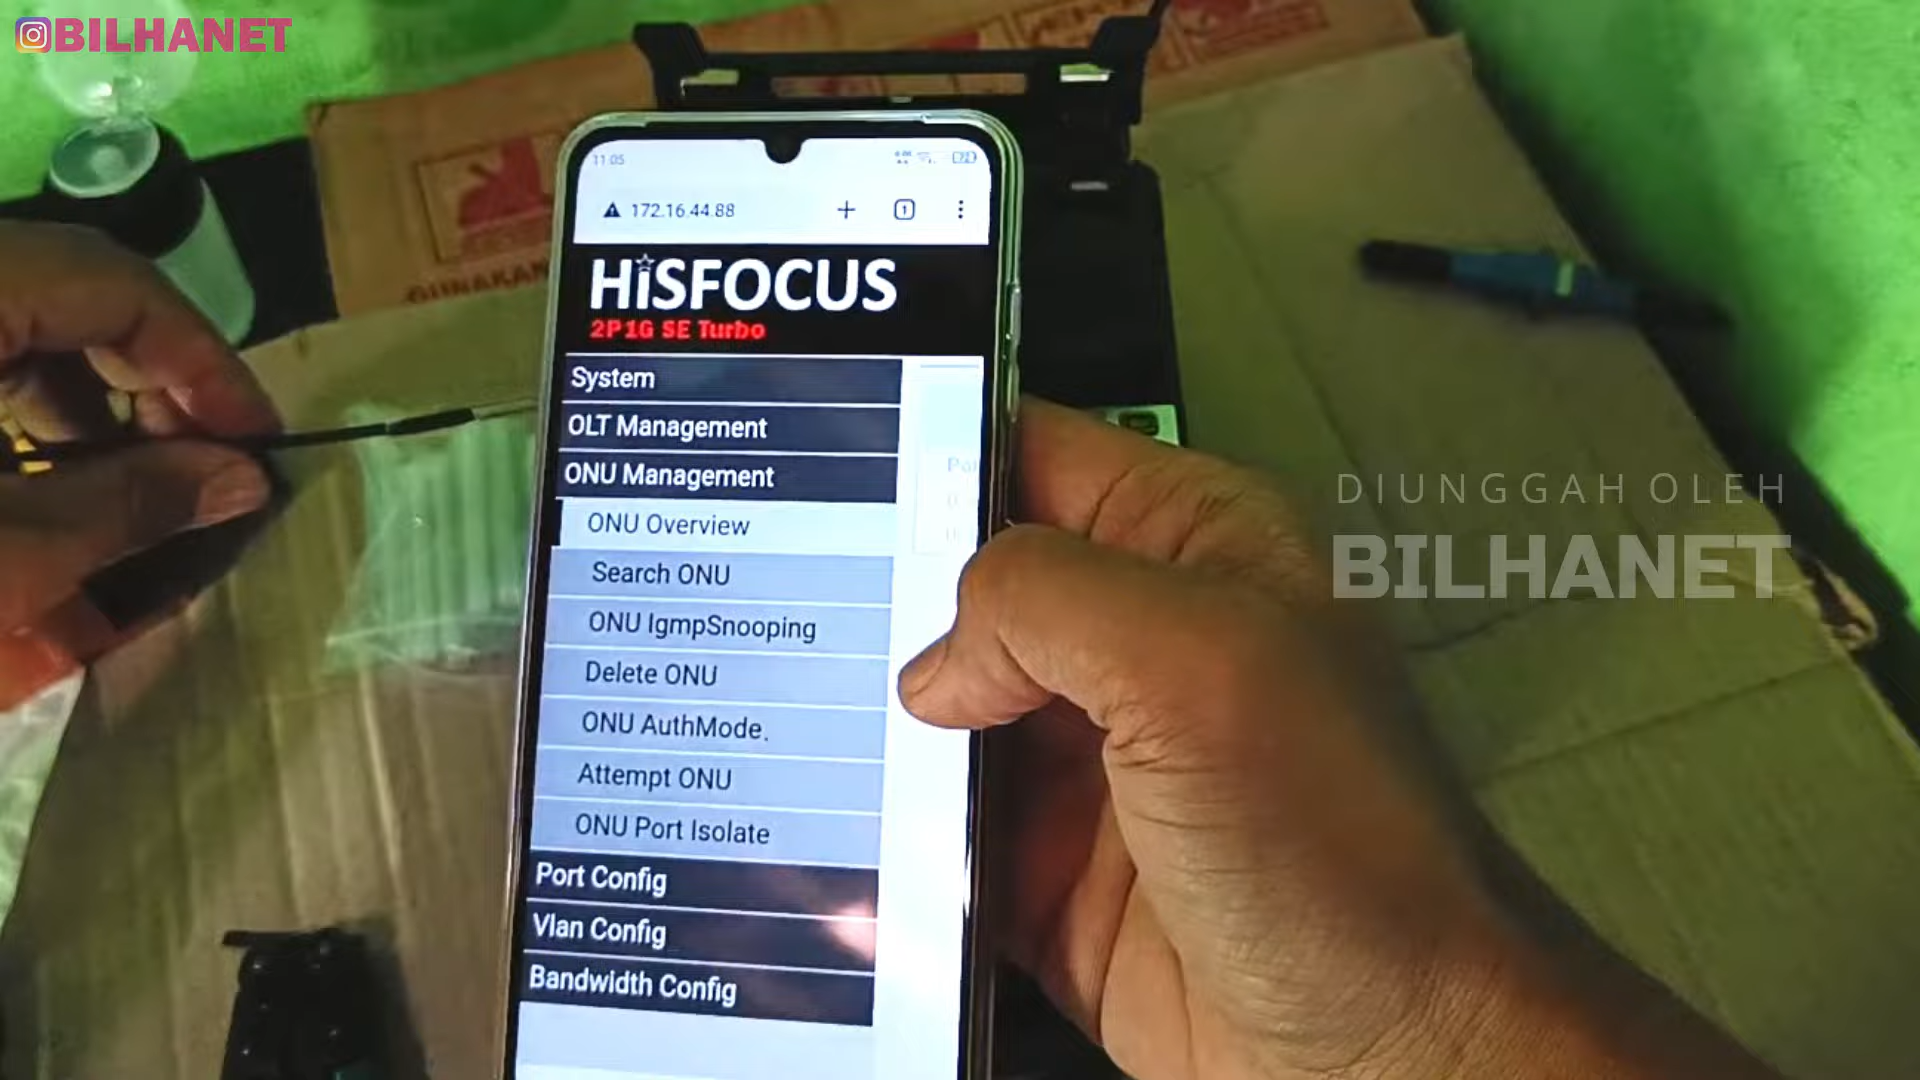 BILHANET
GUNAKAN
11:05
172.16.44.88
1
HiSFOCUS
2P1G SE Turbo
System
OLT Management
ONU Management
ONU Overview
Search ONU
ONU IgmpSnooping
Delete ONU
ONU AuthMode.
Attempt ONU
ONU Port Isolate
Port Config
Vlan Config
Bandwidth Config
DIUNGGAH OLEH
BILHANET